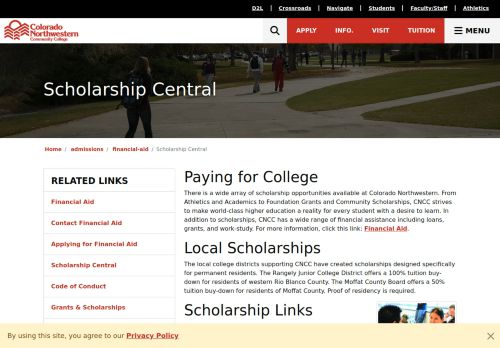 D2L | Crossroads | Navigate | Students | Faculty/Staff | Athletics
Colorado
Northwestern
Community College
APPLY INFO. VISIT TUITION MENU
Scholarship Central
Home / admissions / financial-aid / Scholarship Central
RELATED LINKS
Financial Aid
Contact Financial Aid
Applying for Financial Aid
Scholarship Central
Code of Conduct
Grants & Scholarships
Paying for College
There is a wide array of scholarship opportunities available at Colorado Northwestern. From
Athletics and Academics to Foundation Grants and Community Scholarships, CNCC strives
to make world-class higher education a reality for every student with a desire to learn. In
addition to scholarships, CNCC has a wide range of financial assistance including loans,
grants, and work-study. For more information, click this link: Financial Aid.
Local Scholarships
The local college districts supporting CNCC have created scholarships designed specifically
for permanent residents. The Rangely Junior College District offers a 100% tuition buy-
down for residents of western Rio Blanco County. The Moffat County Board offers a 50%
tuition buy-down for residents of Moffat County. Proof of residency is required.
Scholarship Links
By using this site, you agree to our Privacy Policy
×